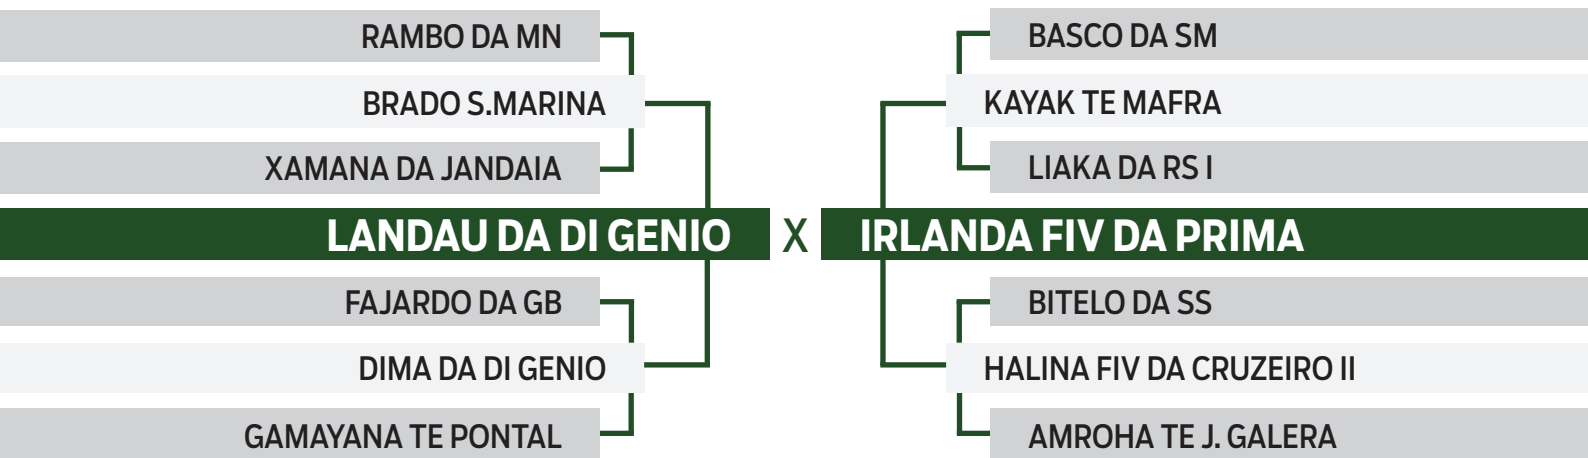 RAMBO DA MN
BRADO S.MARINA
XAMANA DA JANDAIA
LANDAU DA DI GENIO X IRLANDA FIV DA PRIMA
FAJARDO DA GB
DIMA DA DI GENIO
GAMAYANA TE PONTAL
BASCO DA SM
KAYAK TE MAFRA
LIAKA DA RS I
BITELO DA SS
HALINA FIV DA CRUZEIRO II
AMROHA TE J. GALERA